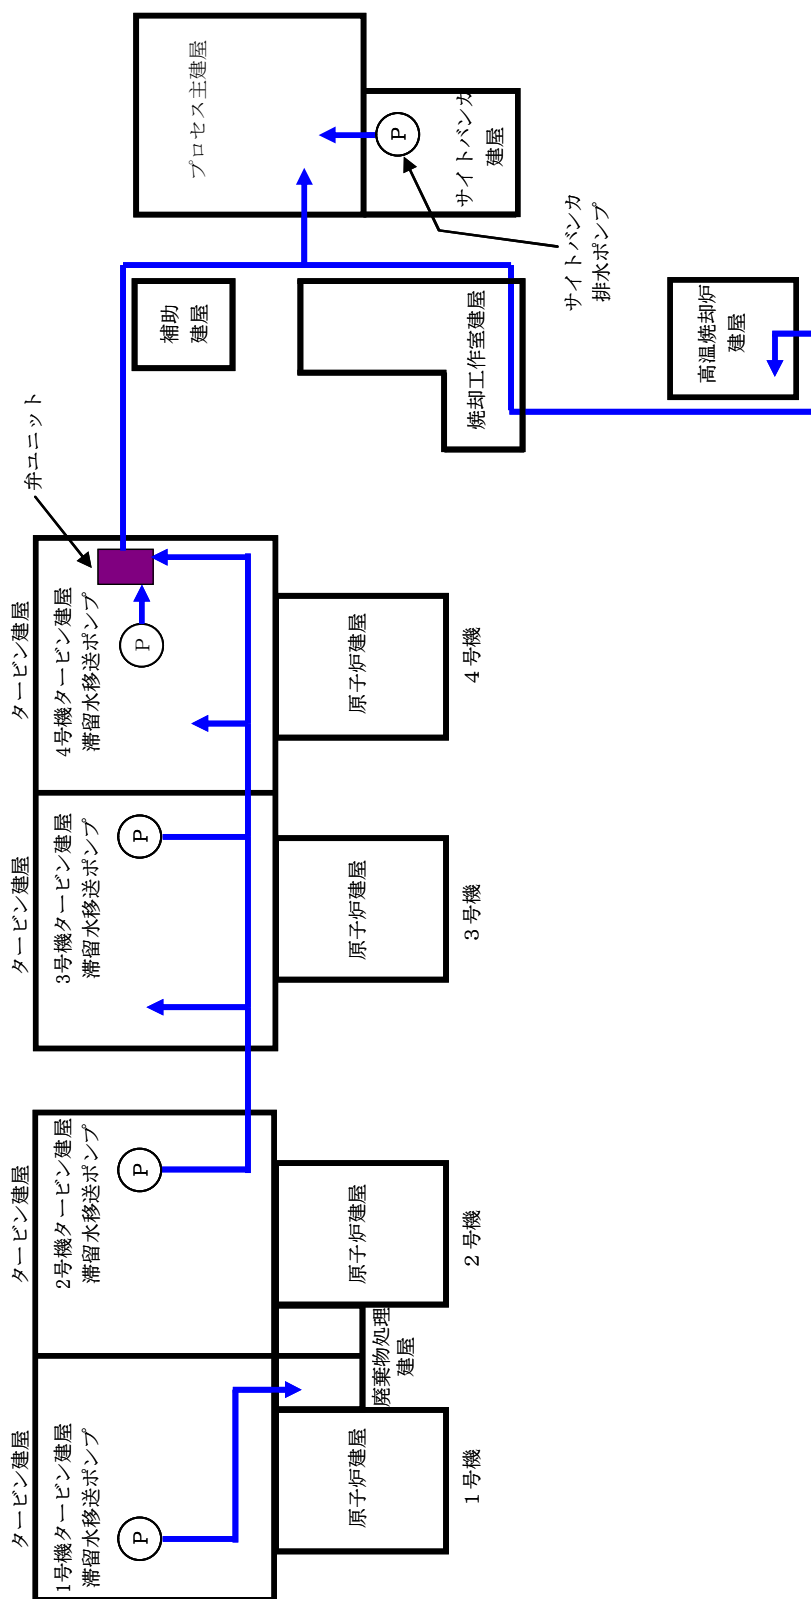 タービン建屋
1号機タービン建屋
滞留水移送ポンプ
P
原子炉建屋
1号機
廃棄物処理
建屋
タービン建屋
2号機タービン建屋
滞留水移送ポンプ
P
原子炉建屋
2号機
タービン建屋
3号機タービン建屋
滞留水移送ポンプ
P
原子炉建屋
3号機
タービン建屋
4号機タービン建屋
滞留水移送ポンプ
P
原子炉建屋
4号機
弁ユニット
補助
建屋
焼却工作室建屋
プロセス主建屋
P
サイトバンカ
建屋
サイトバンカ
排水ポンプ
高温焼却炉
建屋